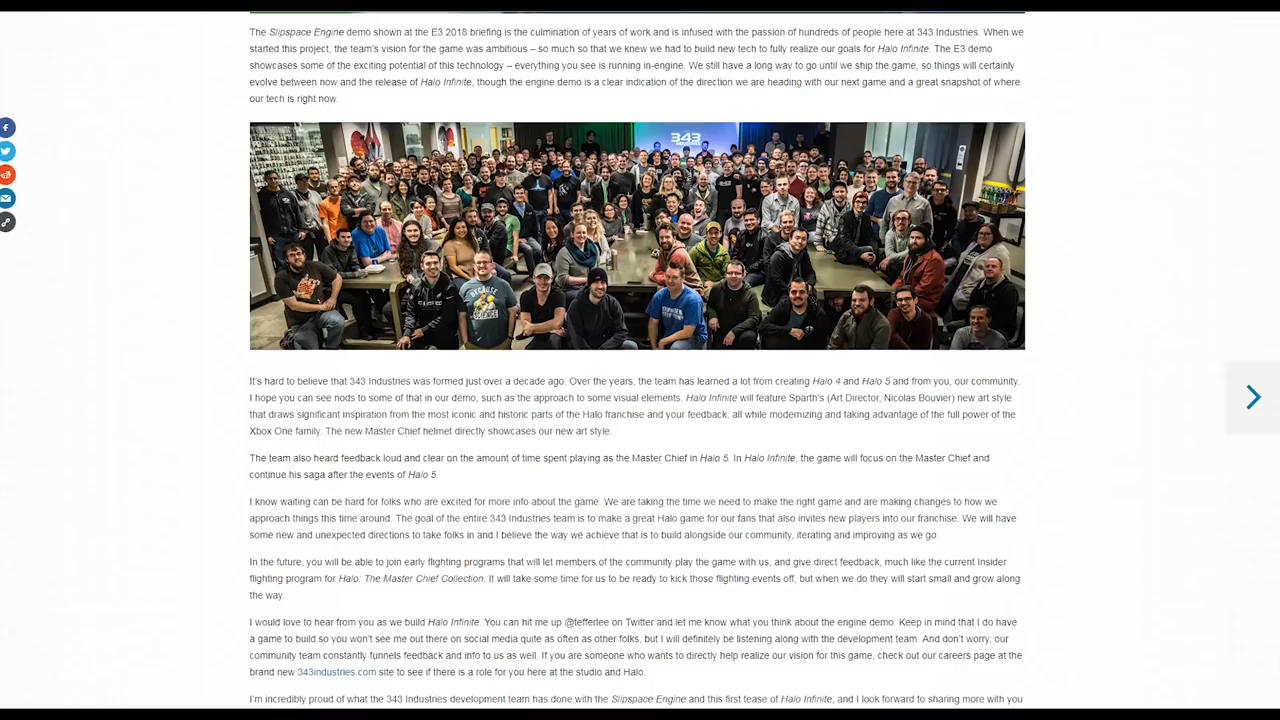 The Slipspace Engine demo shown at the E3 2018 briefing is the culmination of years of work and is infused with the passion of hundreds of people here at 343 Industries. When we
started this project, the team's vision for the game was ambitious – so much so that we knew we had to build new tech to fully realize our goals for Halo Infinite. The E3 demo
showcases some of the exciting potential of this technology – everything you see is running in-engine. We still have a long way to go until we ship the game, so things will certainly
evolve between now and the release of Halo Infinite, though the engine demo is a clear indication of the direction we are heading with our next game and a great snapshot of where
our tech is right now.
343
INDUSTRIES
BECAUSE
SCIENCE
It's hard to believe that 343 Industries was formed just over a decade ago. Over the years, the team has learned a lot from creating Halo 4 and Halo 5 and from you, our community.
I hope you can see nods to some of that in our demo, such as the approach to some visual elements. Halo Infinite will feature Sparth's (Art Director, Nicolas Bouvier) new art style
that draws significant inspiration from the most iconic and historic parts of the Halo franchise and your feedback, all while modernizing and taking advantage of the full power of the
Xbox One family. The new Master Chief helmet directly showcases our new art style.
The team also heard feedback loud and clear on the amount of time spent playing as the Master Chief in Halo 5. In Halo Infinite, the game will focus on the Master Chief and
continue his saga after the events of Halo 5.
I know waiting can be hard for folks who are excited for more info about the game. We are taking the time we need to make the right game and are making changes to how we
approach things this time around. The goal of the entire 343 Industries team is to make a great Halo game for our fans that also invites new players into our franchise. We will have
some new and unexpected directions to take folks in and I believe the way we achieve that is to build alongside our community, iterating and improving as we go.
In the future, you will be able to join early flighting programs that will let members of the community play the game with us, and give direct feedback, much like the current Insider
flighting program for Halo: The Master Chief Collection. It will take some time for us to be ready to kick those flighting events off, but when we do they will start small and grow along
the way.
I would love to hear from you as we build Halo Infinite. You can hit me up @tefferlee on Twitter and let me know what you think about the engine demo. Keep in mind that I do have
a game to build so you won't see me out there on social media quite as often as other folks, but I will definitely be listening along with the development team. And don't worry, our
community team constantly funnels feedback and info to us as well. If you are someone who wants to directly help realize our vision for this game, check out our careers page at the
brand new 343industries.com site to see if there is a role for you here at the studio and Halo.
I'm incredibly proud of what the 343 Industries development team has done with the Slipspace Engine and this first tease of Halo Infinite, and I look forward to sharing more with you